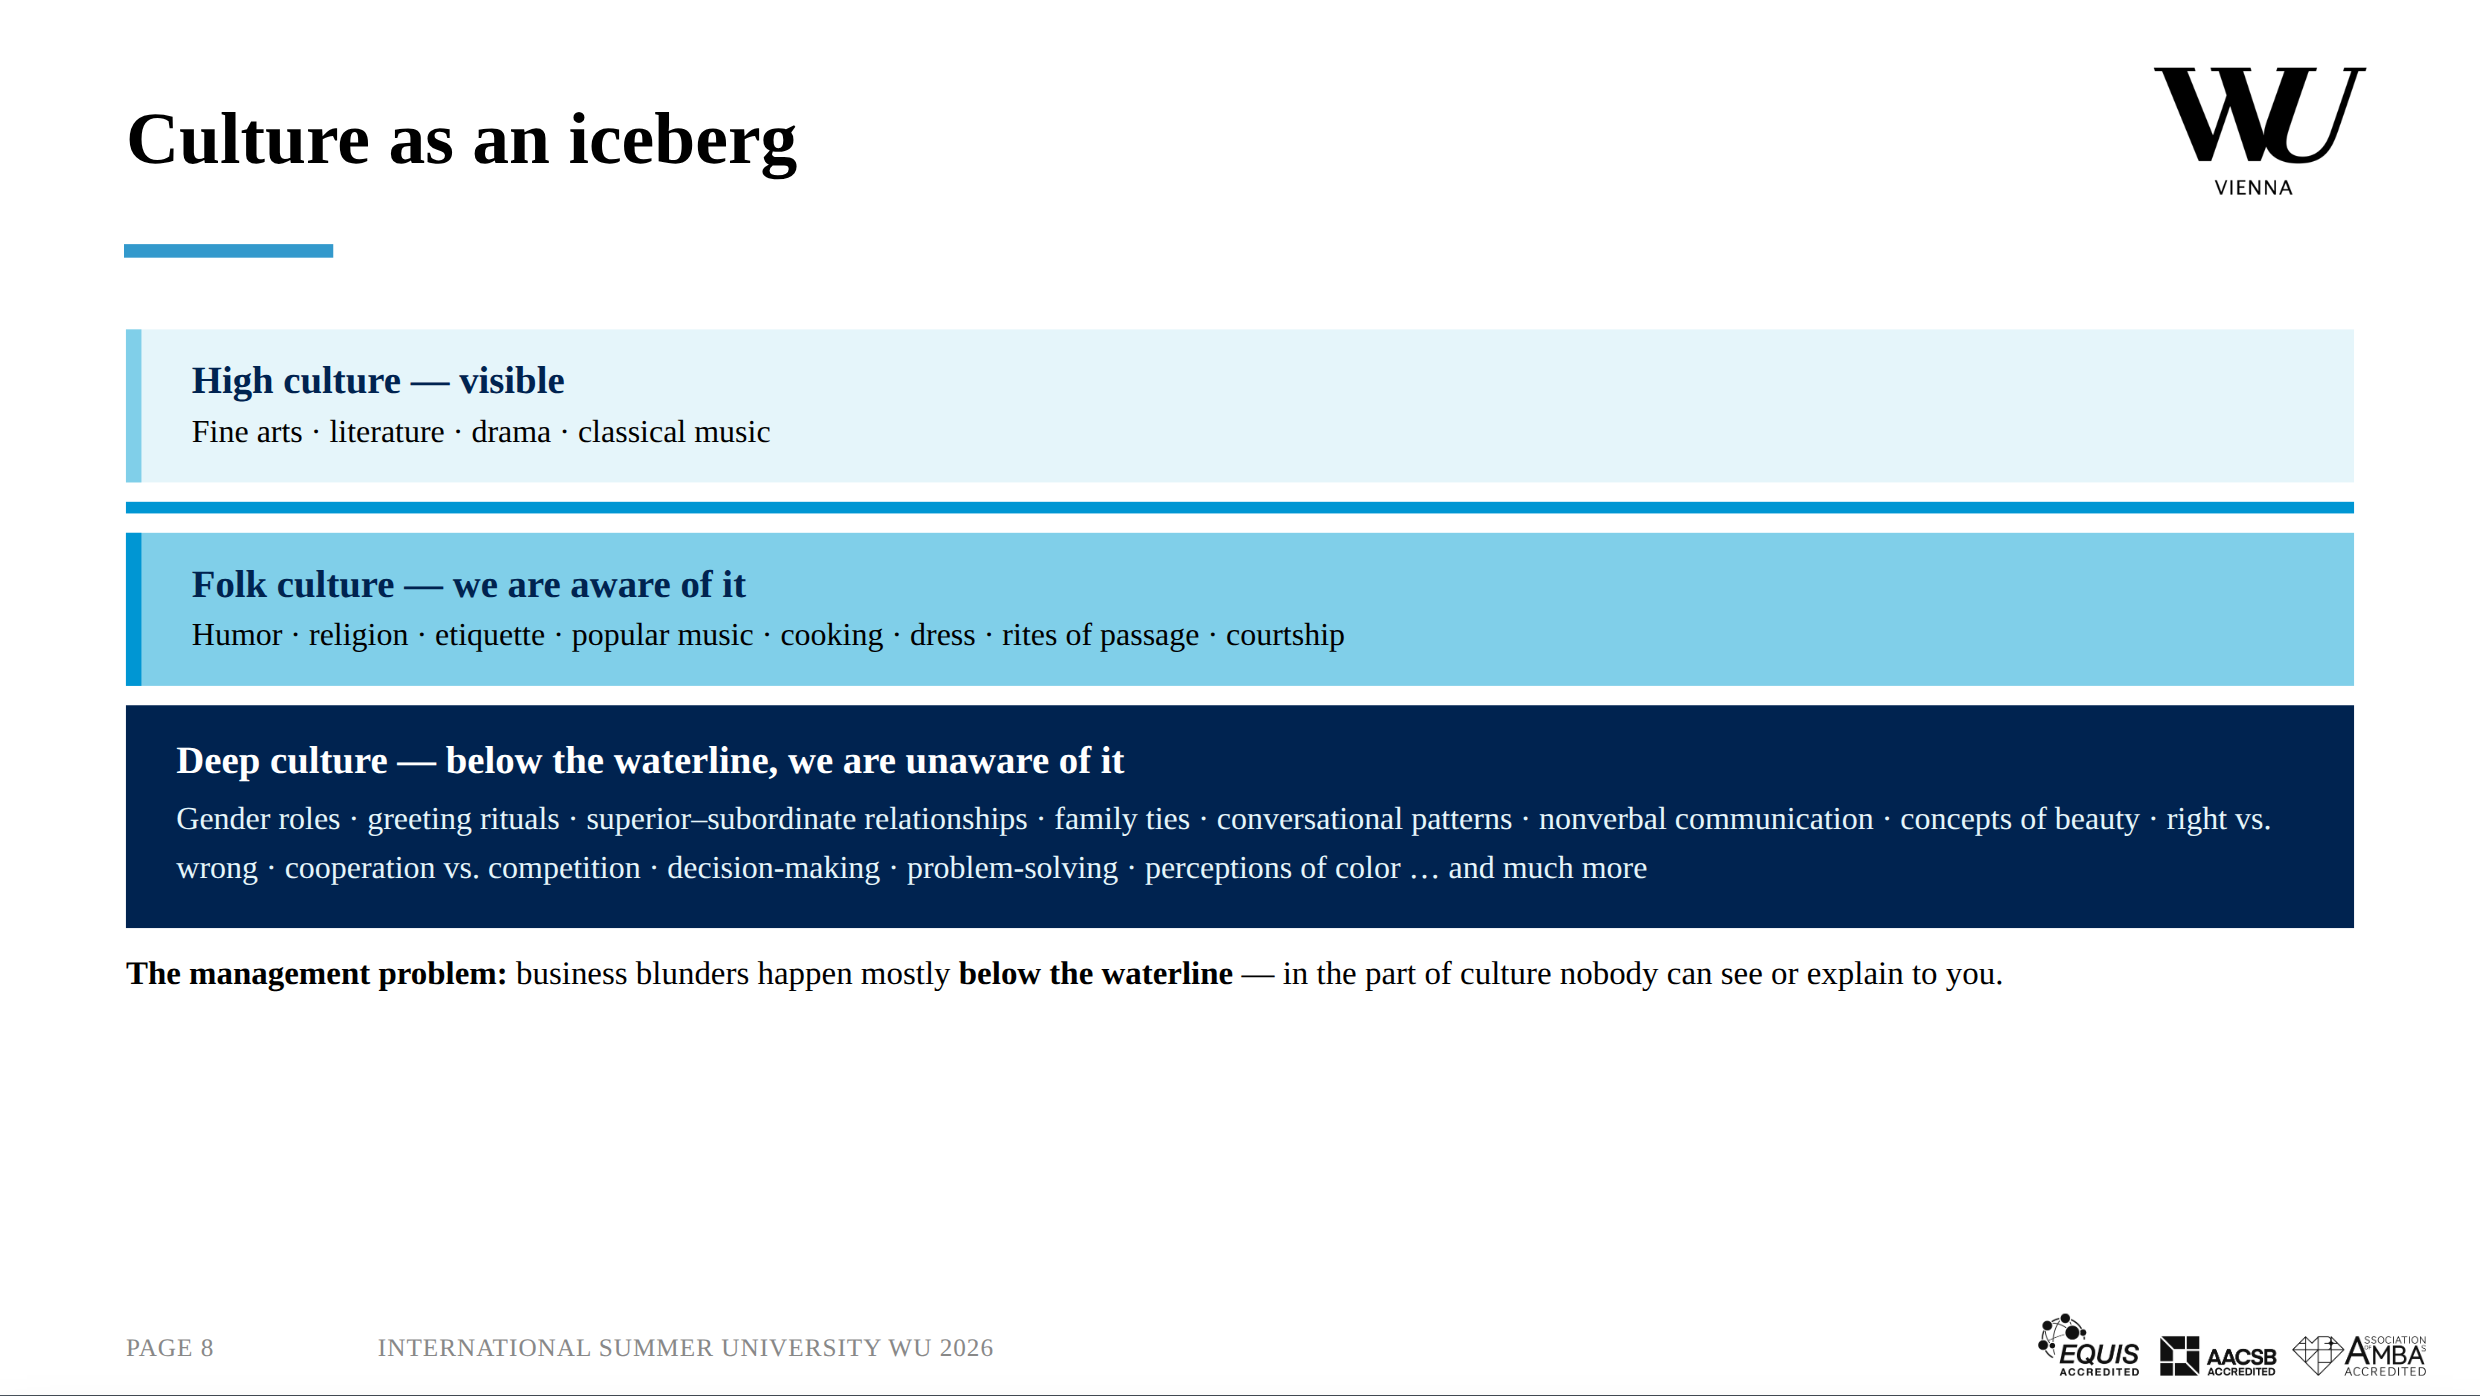 Culture as an iceberg
WU
VIENNA
High culture — visible
Fine arts · literature · drama · classical music
Folk culture — we are aware of it
Humor · religion · etiquette · popular music · cooking · dress · rites of passage · courtship
Deep culture — below the waterline, we are unaware of it
Gender roles · greeting rituals · superior–subordinate relationships · family ties · conversational patterns · nonverbal communication · concepts of beauty · right vs.
wrong · cooperation vs. competition · decision-making · problem-solving · perceptions of color … and much more
The management problem: business blunders happen mostly below the waterline — in the part of culture nobody can see or explain to you.
PAGE 8
INTERNATIONAL SUMMER UNIVERSITY WU 2026
EQUIS
ACCREDITED
AACSB
ACCREDITED
ASSOCIATION
OF
AMBAS
ACCREDITED